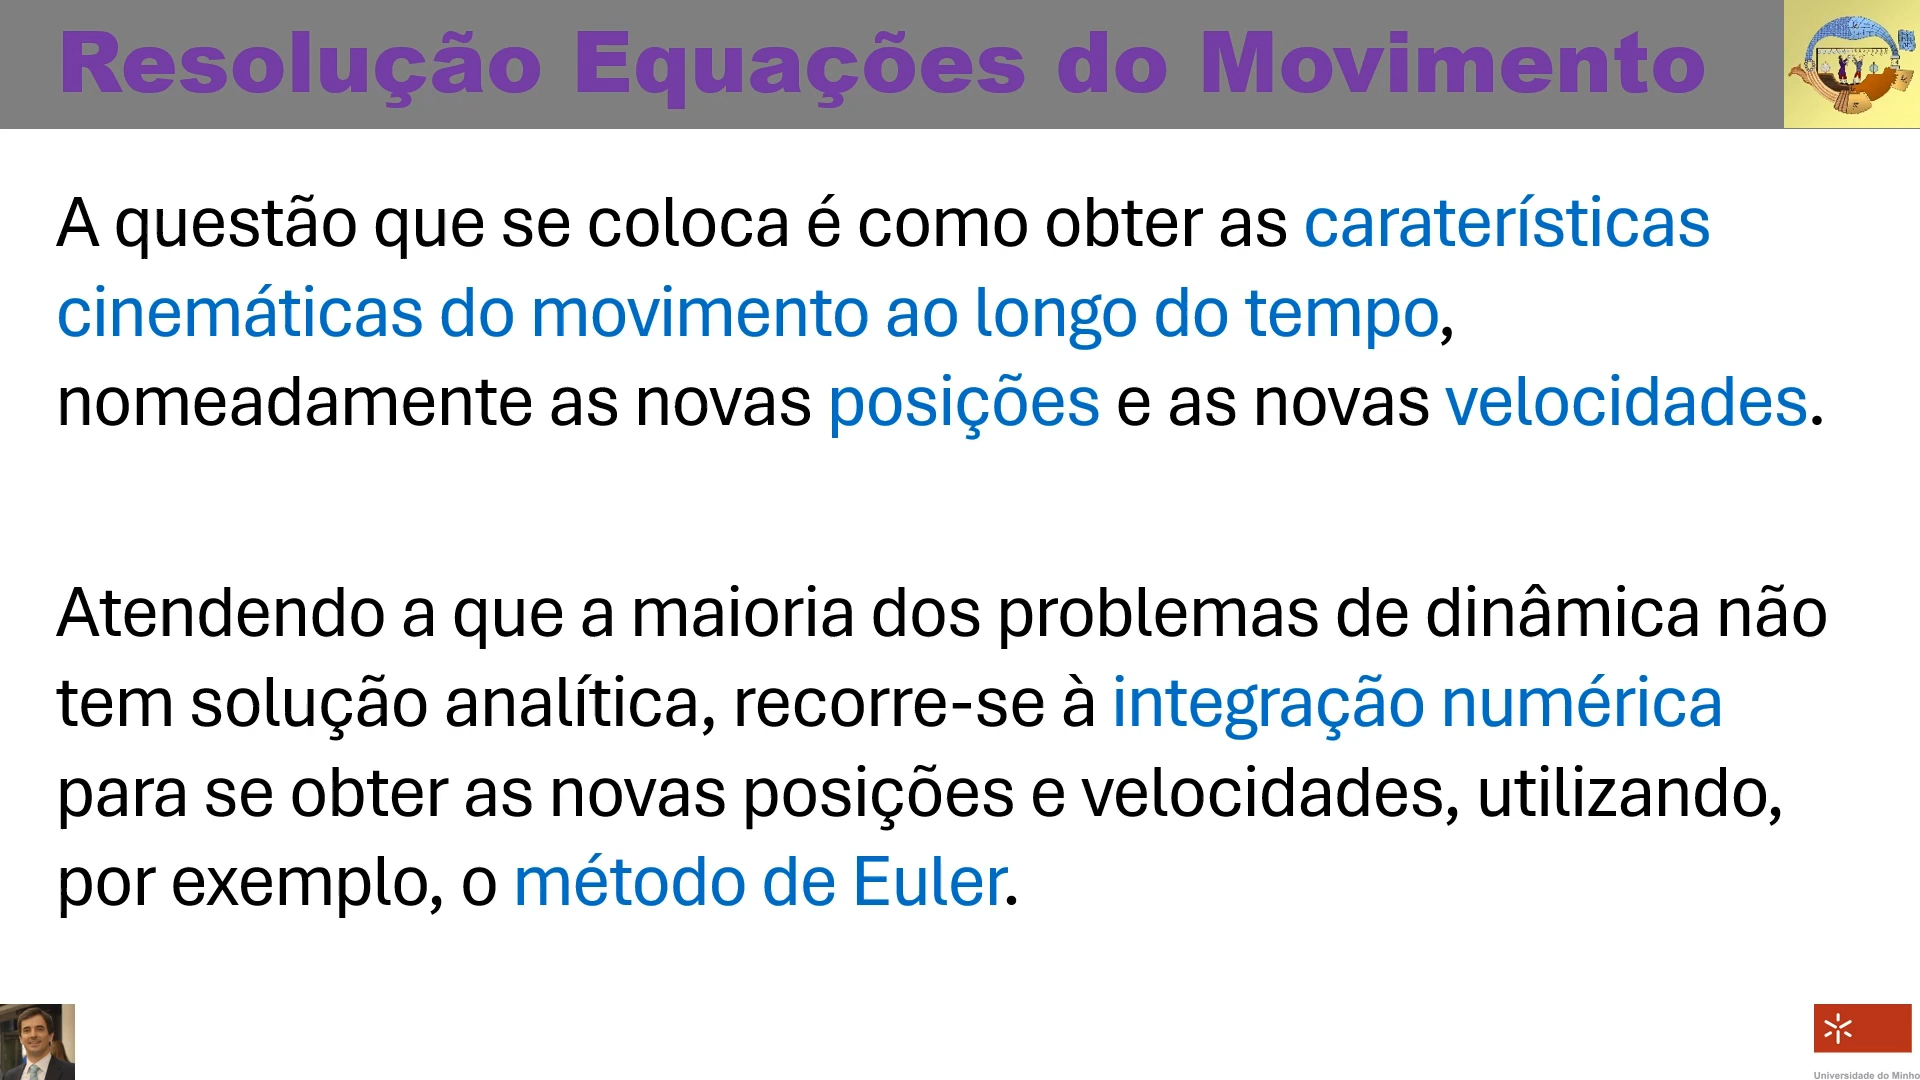 Resolução Equações do Movimento
A questão que se coloca é como obter as caraterísticas
cinemáticas do movimento ao longo do tempo,
nomeadamente as novas posições e as novas velocidades.
Atendendo a que a maioria dos problemas de dinâmica não
tem solução analítica, recorre-se à integração numérica
para se obter as novas posições e velocidades, utilizando,
por exemplo, o método de Euler.
Universidade do Minho